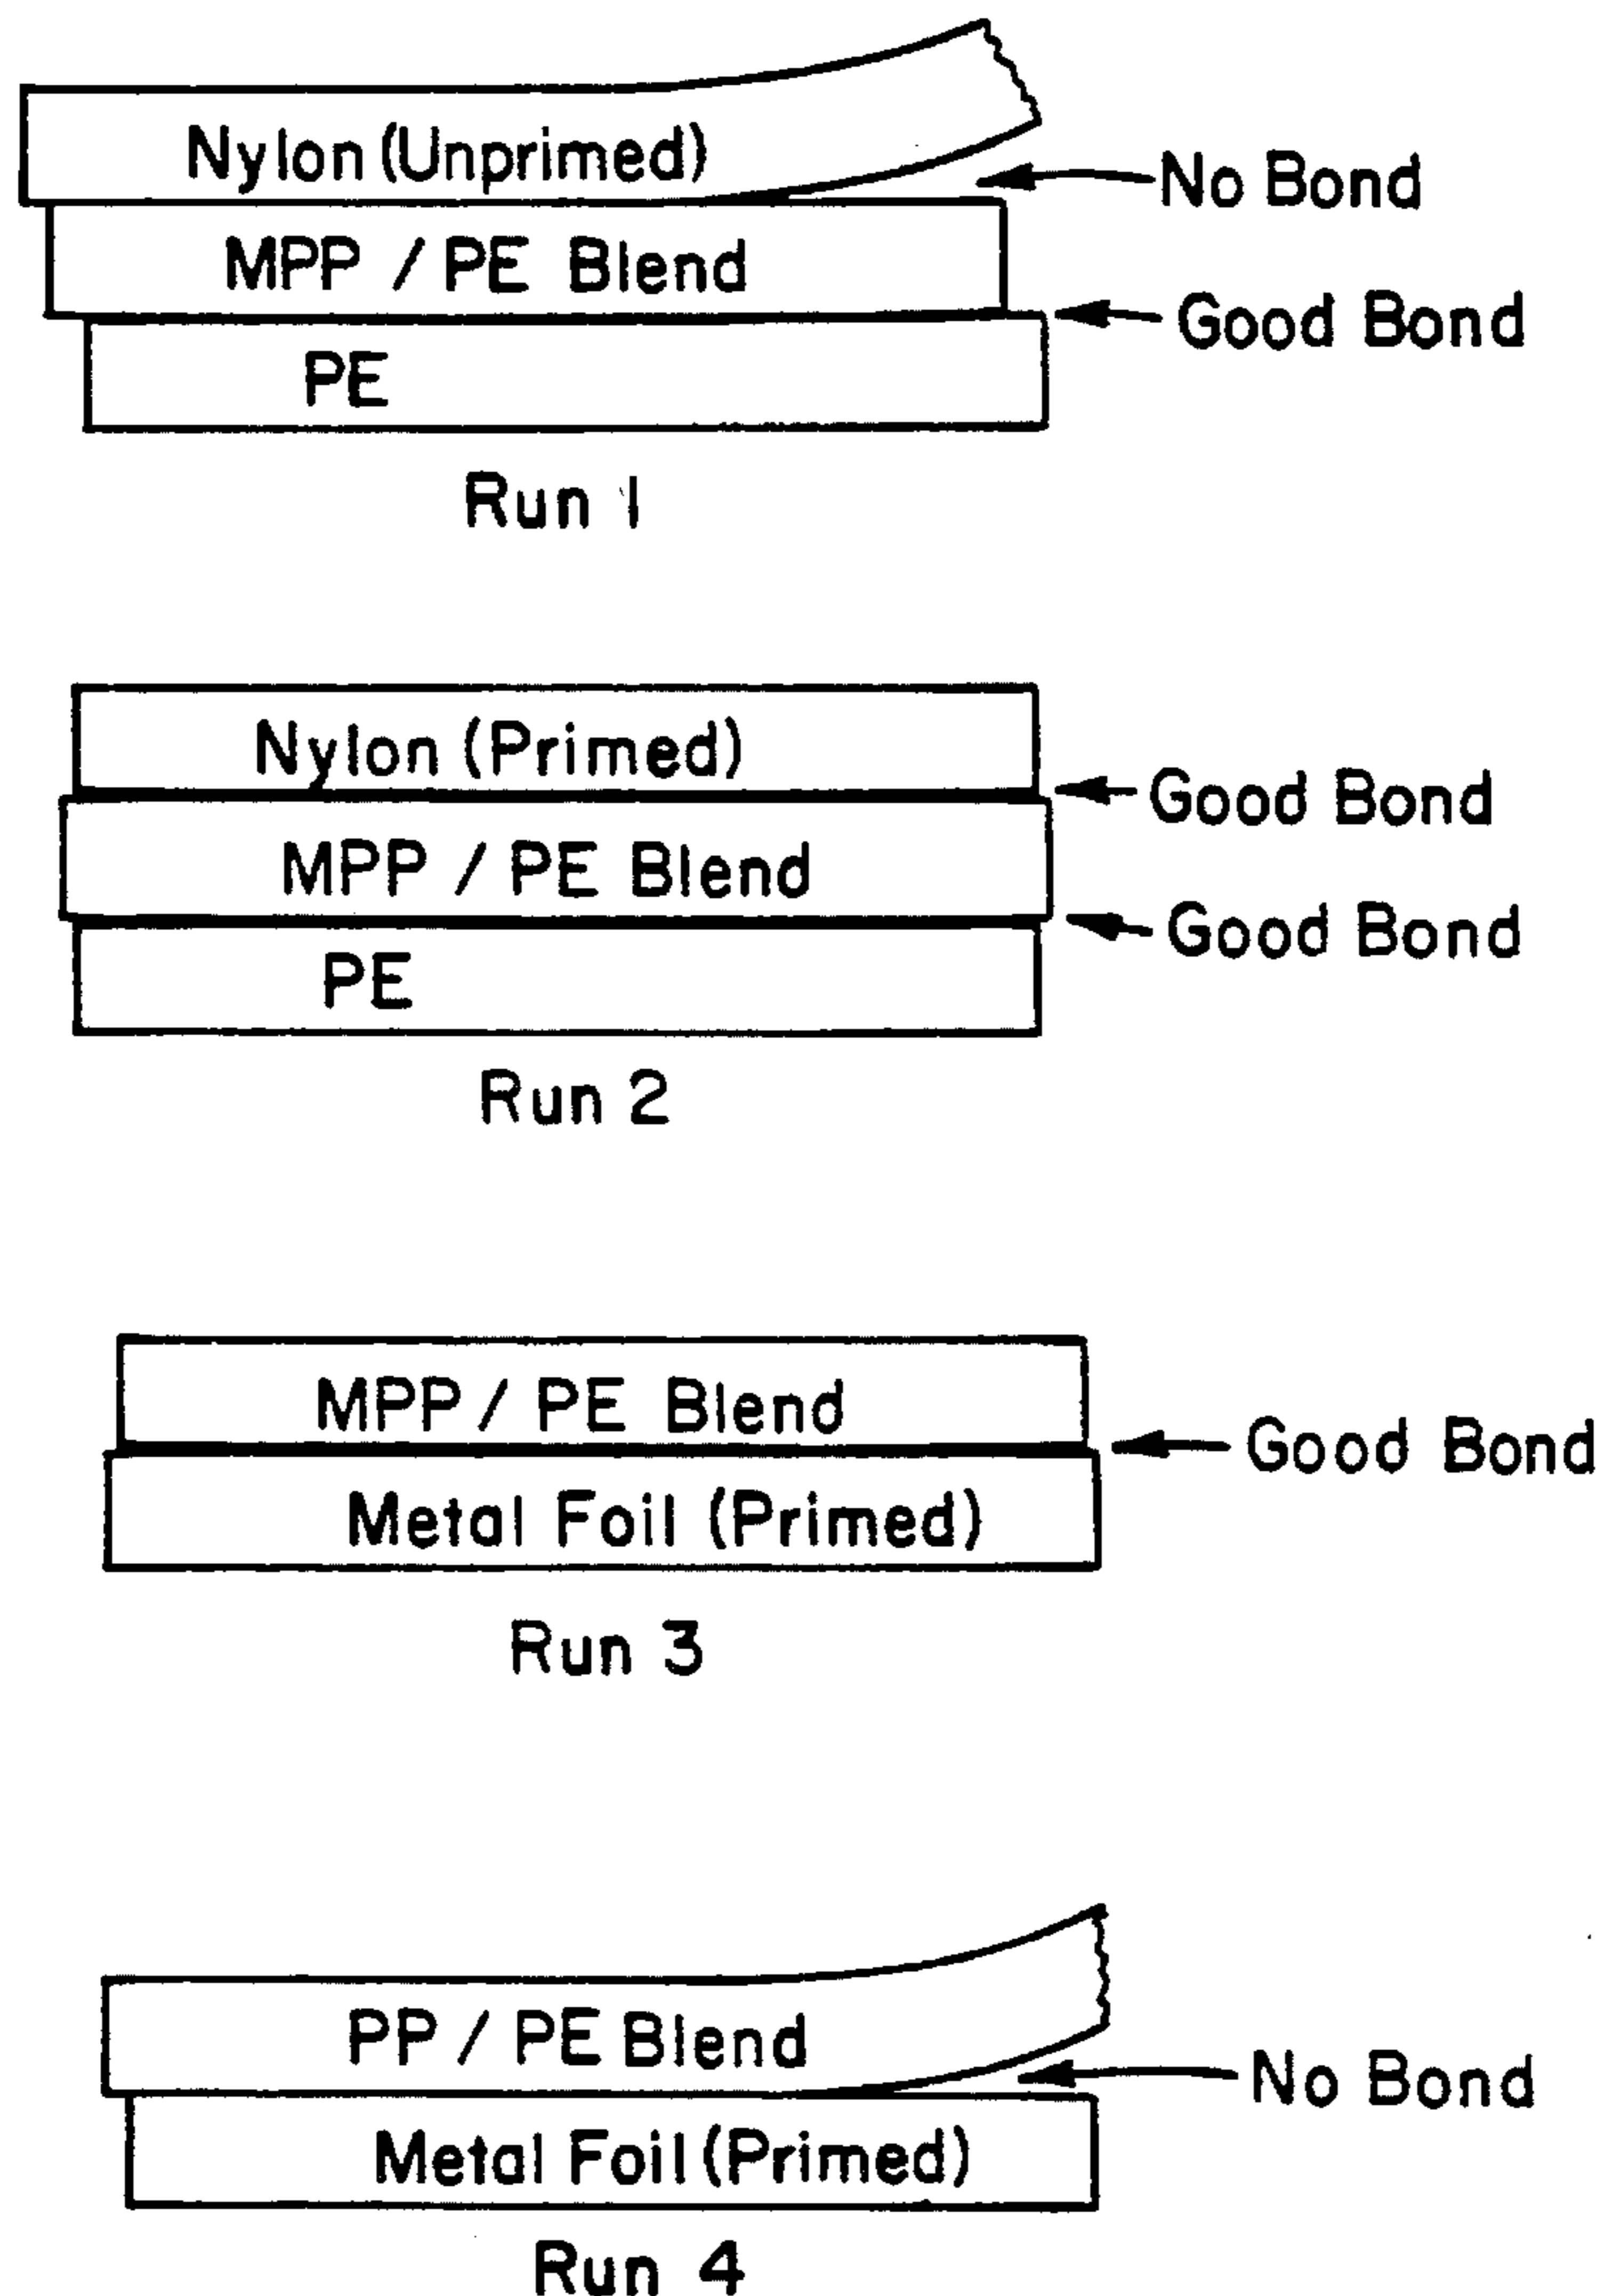 Nylon (Unprimed)
No Bond
MPP / PE Blend
Good Bond
PE
Run 1
Nylon (Primed)
Good Bond
MPP / PE Blend
Good Bond
PE
Run 2
MPP / PE Blend
Good Bond
Metal Foil (Primed)
Run 3
PP / PE Blend
No Bond
Metal Foil (Primed)
Run 4